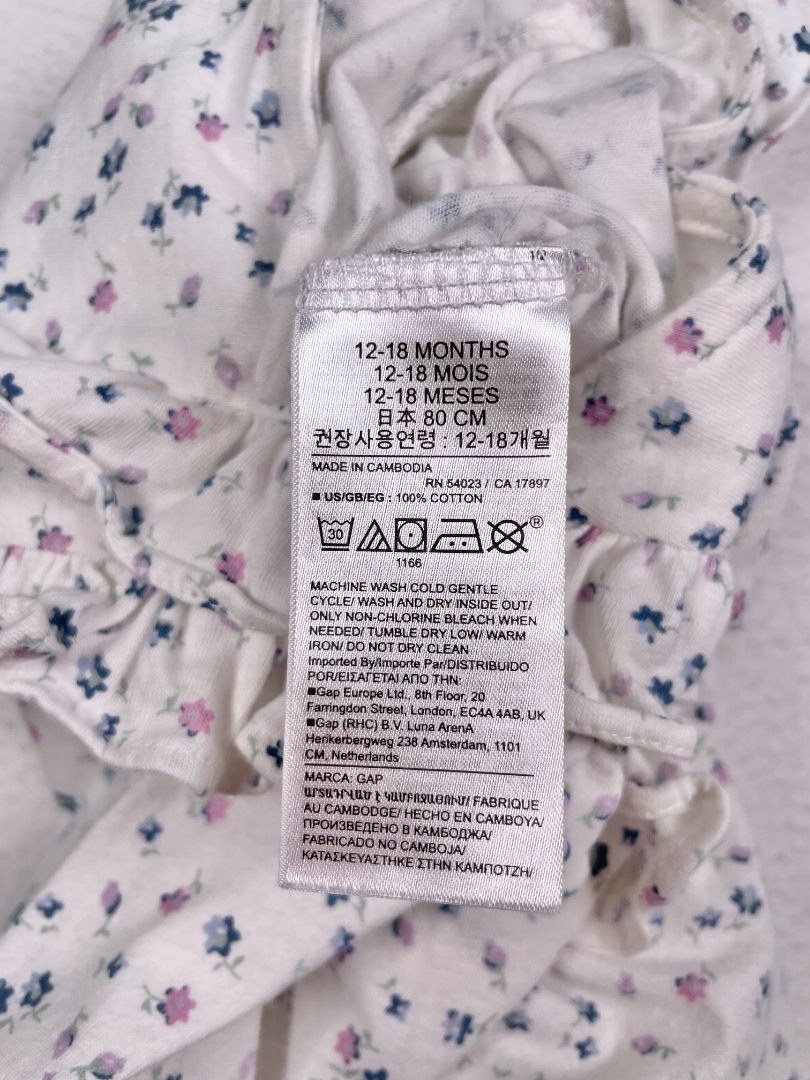 12-18 MONTHS
12-18 MOIS
12-18 MESES
日本 80 CM
권장사용연령 : 12-18개월
MADE IN CAMBODIA
RN 54023 / CA 17897
■ US/GB/EG : 100% COTTON
30
®
1166
MACHINE WASH COLD GENTLE
CYCLE/ WASH AND DRY INSIDE OUT/
ONLY NON-CHLORINE BLEACH WHEN
NEEDED/ TUMBLE DRY LOW/ WARM
IRON/ DO NOT DRY CLEAN
Imported By/Importe Par/DISTRIBUIDO
POR/ΕΙΣΑΓΕΤΑΙ ΑΠΟ ΤΗΝ:
■Gap Europe Ltd., 8th Floor, 20
Farringdon Street, London, EC4A 4AB, UK
■Gap (RHC) B.V. Luna ArenA
Herikerbergweg 238 Amsterdam, 1101
CM, Netherlands
MARCA: GAP
ԱՐՏԱԴՐՎԱԾ Է ԿԱՄԲՈՋԱՅՈՒՄ/ FABRIQUE
AU CAMBODGE/ HECHO EN CAMBOYA/
ПРОИЗВЕДЕНО В КАМБОДЖА/
FABRICADO NO CAMBOJA/
ΚΑΤΑΣΚΕΥΑΣΤΗΚΕ ΣΤΗΝ ΚΑΜΠΟΤΖΗ/